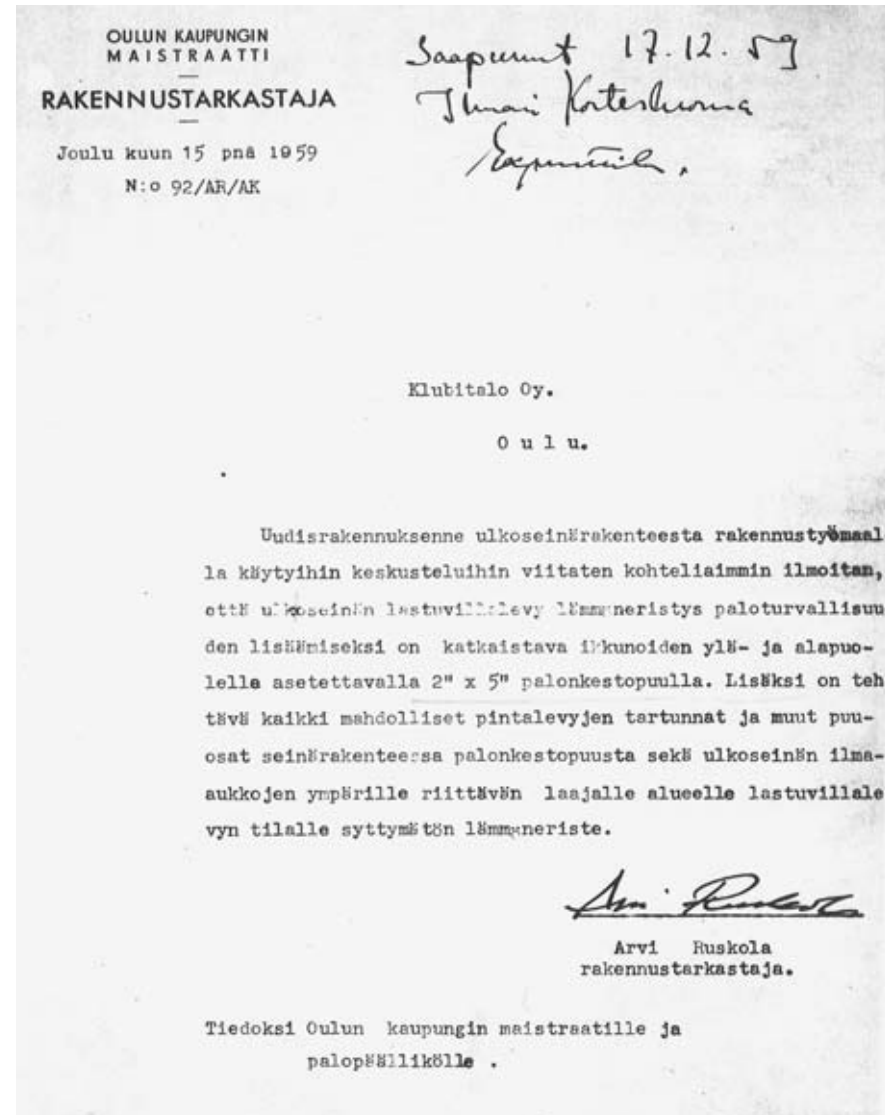 OULUN KAUPUNGIN
MAISTRAATTI
RAKENNUSTARKASTAJA
Joulu kuun 15 pnä 1959
N:o 92/AR/AK
Saapunut 17.12.59
Ilmari
Klubitalo Oy.
O u l u.
Uudisrakennuksenne ulkoseinärakenteesta rakennustyömaal
la käytyihin keskusteluihin viitaten kohteliaimmin ilmoitan,
että ulkoseinän lastuvillalevy lämmöneristys paloturvallisuu
den lisäämiseksi on katkaistava ikkunoiden ylä- ja alapuo-
lelle asetettavalla 2" x 5" palonkestopuulla. Lisäksi on teh
tävä kaikki mahdolliset pintalevyjen tartunnat ja muut puu-
osat seinärakenteessa palonkestopuusta sekä ulkoseinän ilma-
aukkojen ympärille riittävän laajalle alueelle lastuvillale
vyn tilalle syttymätön lämmöneriste.
Arvi Ruskola
Arvi Ruskola
rakennustarkastaja.
Tiedoksi Oulun kaupungin maistraatille ja
palopäällikölle .